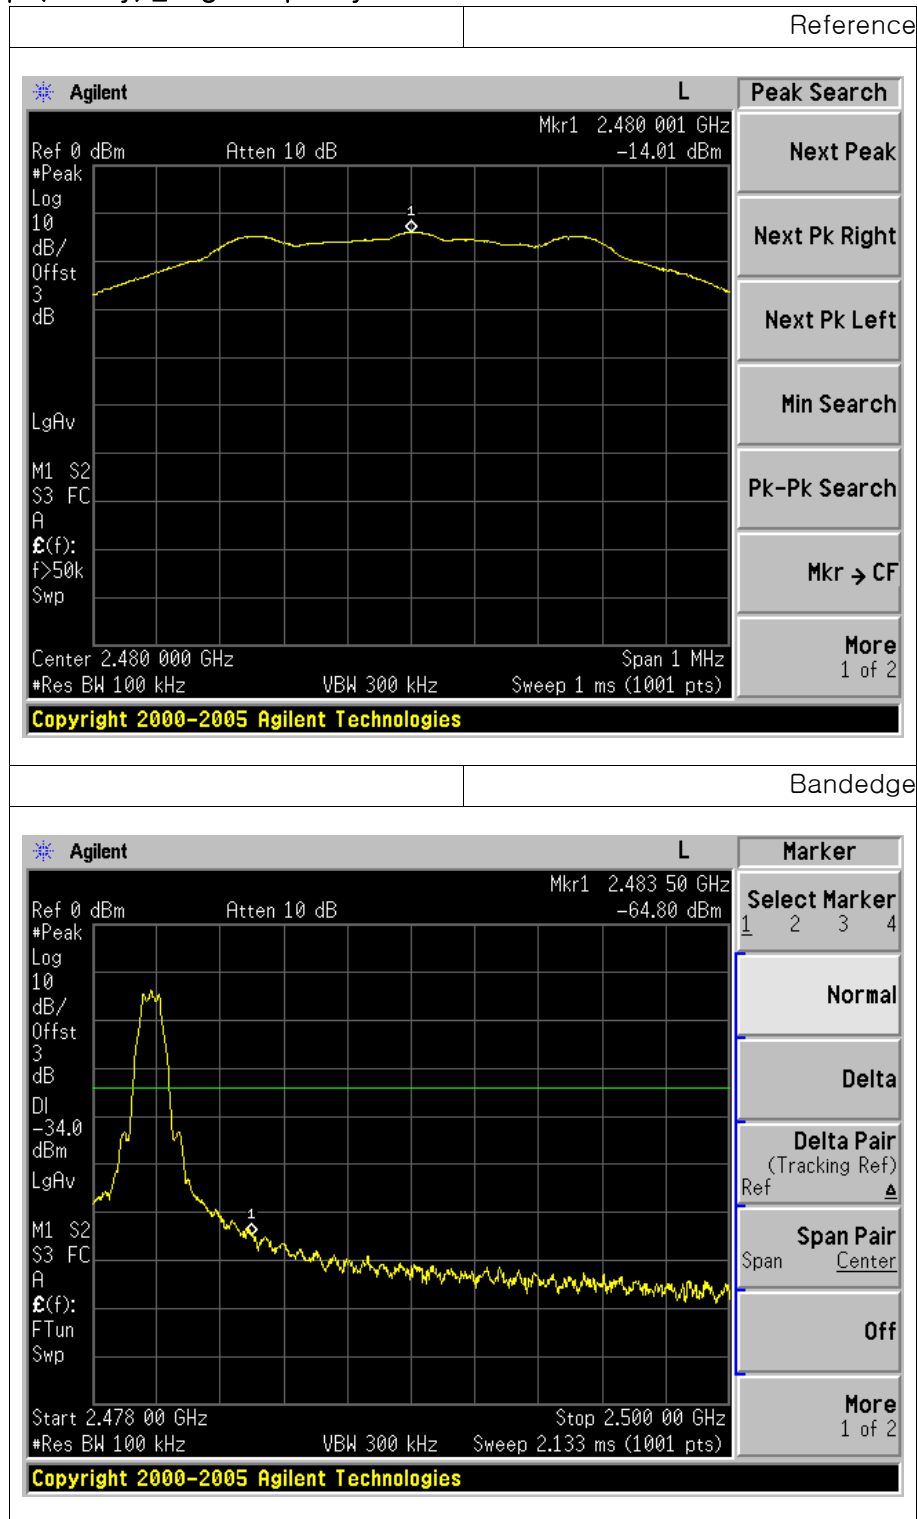 Reference
Agilent L Peak Search
Mkr1 2.480 001 GHz
Ref 0 dBm Atten 10 dB -14.01 dBm
#Peak
Log
10
dB/
Offst
3
dB
LgAv
M1 S2
S3 FC
A
£(f):
f>50k
Swp
1
Center 2.480 000 GHz Span 1 MHz
#Res BW 100 kHz VBW 300 kHz Sweep 1 ms (1001 pts)
Copyright 2000-2005 Agilent Technologies
Next Peak
Next Pk Right
Next Pk Left
Min Search
Pk-Pk Search
Mkr → CF
More
1 of 2
Bandedge
Agilent L Marker
Mkr1 2.483 50 GHz
Ref 0 dBm Atten 10 dB -64.80 dBm
#Peak
Log
10
dB/
Offst
3
dB
DI
-34.0
dBm
LgAv
M1 S2
S3 FC
A
£(f):
FTun
Swp
1
Start 2.478 00 GHz Stop 2.500 00 GHz
#Res BW 100 kHz VBW 300 kHz Sweep 2.133 ms (1001 pts)
Copyright 2000-2005 Agilent Technologies
Select Marker
1 2 3 4
Normal
Delta
Delta Pair
(Tracking Ref)
Ref Δ
Span Pair
Span Center
Off
More
1 of 2